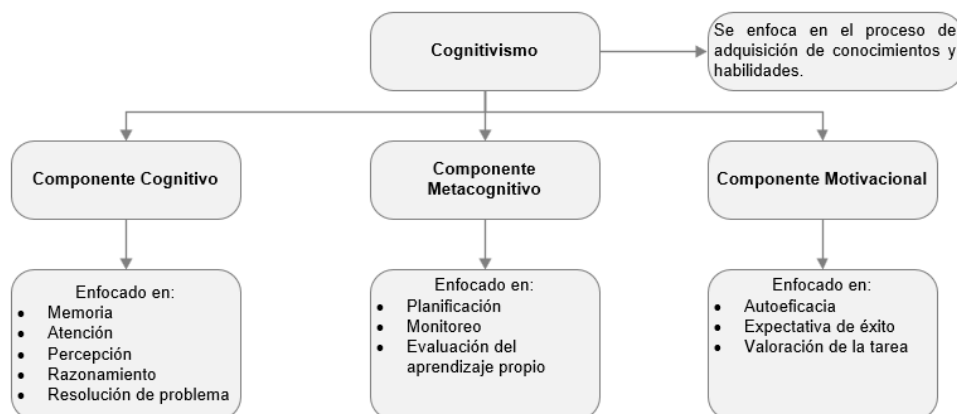 Cognitivismo
Se enfoca en el proceso de
adquisición de conocimientos y
habilidades.
Componente Cognitivo
Componente
Metacognitivo
Componente Motivacional
Enfocado en:
• Memoria
• Atención
• Percepción
• Razonamiento
• Resolución de problema
Enfocado en:
• Planificación
• Monitoreo
• Evaluación del
aprendizaje propio
Enfocado en:
• Autoeficacia
• Expectativa de éxito
• Valoración de la tarea